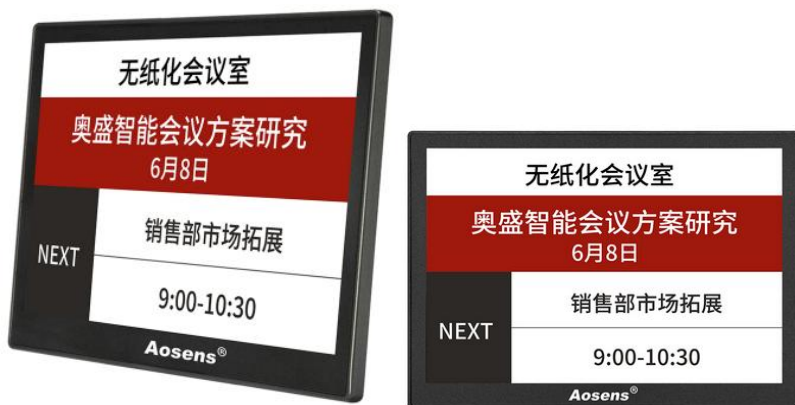 无纸化会议室
奥盛智能会议方案研究
6月8日
NEXT
销售部市场拓展
9:00-10:30
Aosens®
无纸化会议室
奥盛智能会议方案研究
6月8日
NEXT
销售部市场拓展
9:00-10:30
Aosens®